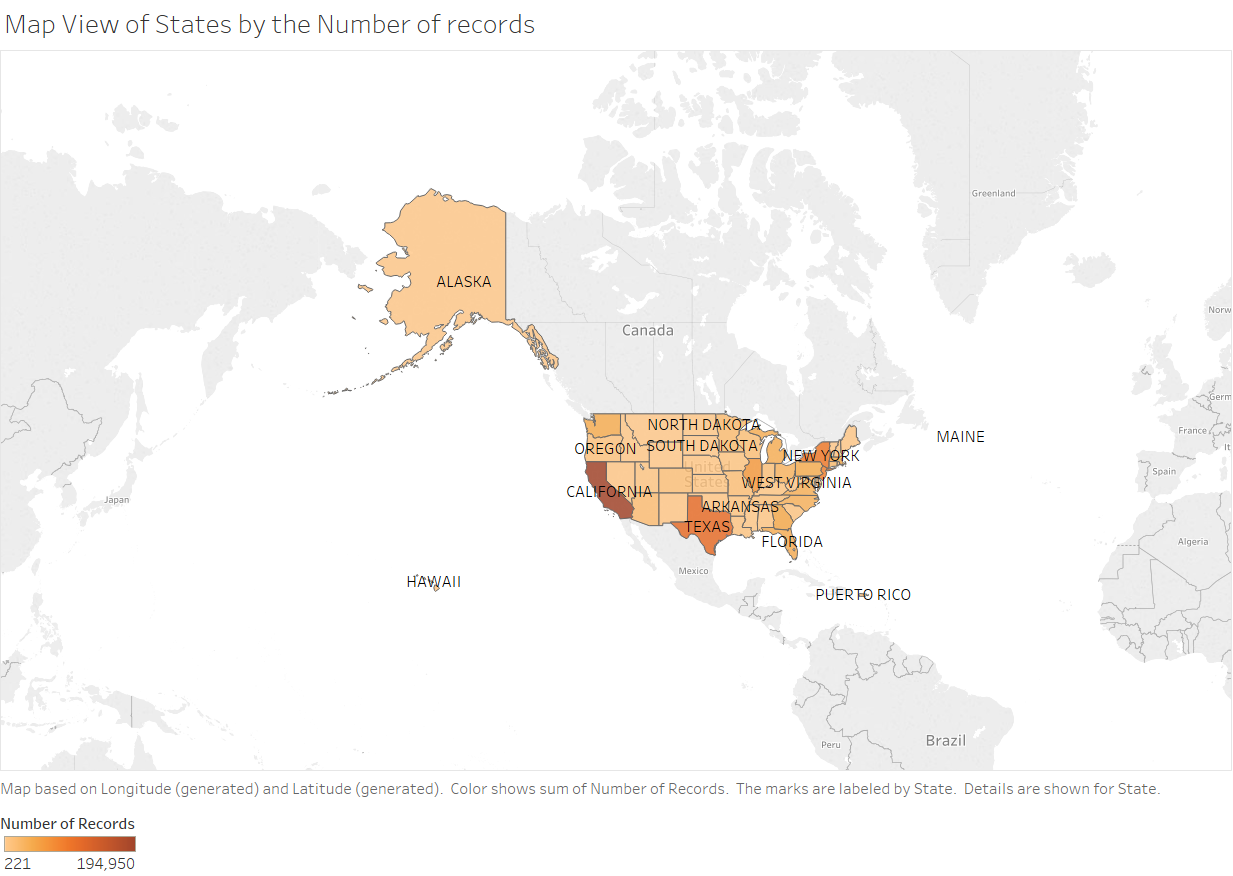 Map View of States by the Number of records
Greenland
ALASKA
Norw
Canada
Germ
NORTH DAKOTA
France
MAINE
OREGON
SOUTH DAKOTA
It
NEW YORK
United
States
Spain
WEST VIRGINIA
CALIFORNIA
Japan
ARKANSAS
TEXAS
FLORIDA
Algeria
Mexico
HAWAII
PUERTO RICO
Brazil
Peru
Map based on Longitude (generated) and Latitude (generated).  Color shows sum of Number of Records.  The marks are labeled by State.  Details are shown for State.
Number of Records
221 194,950